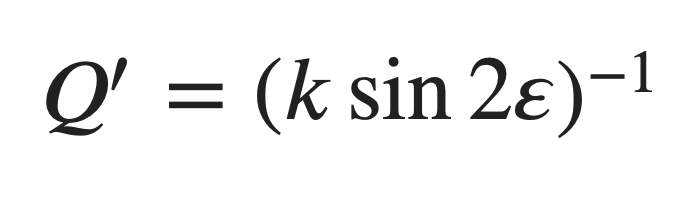 Q′ = (k sin 2ε)⁻¹